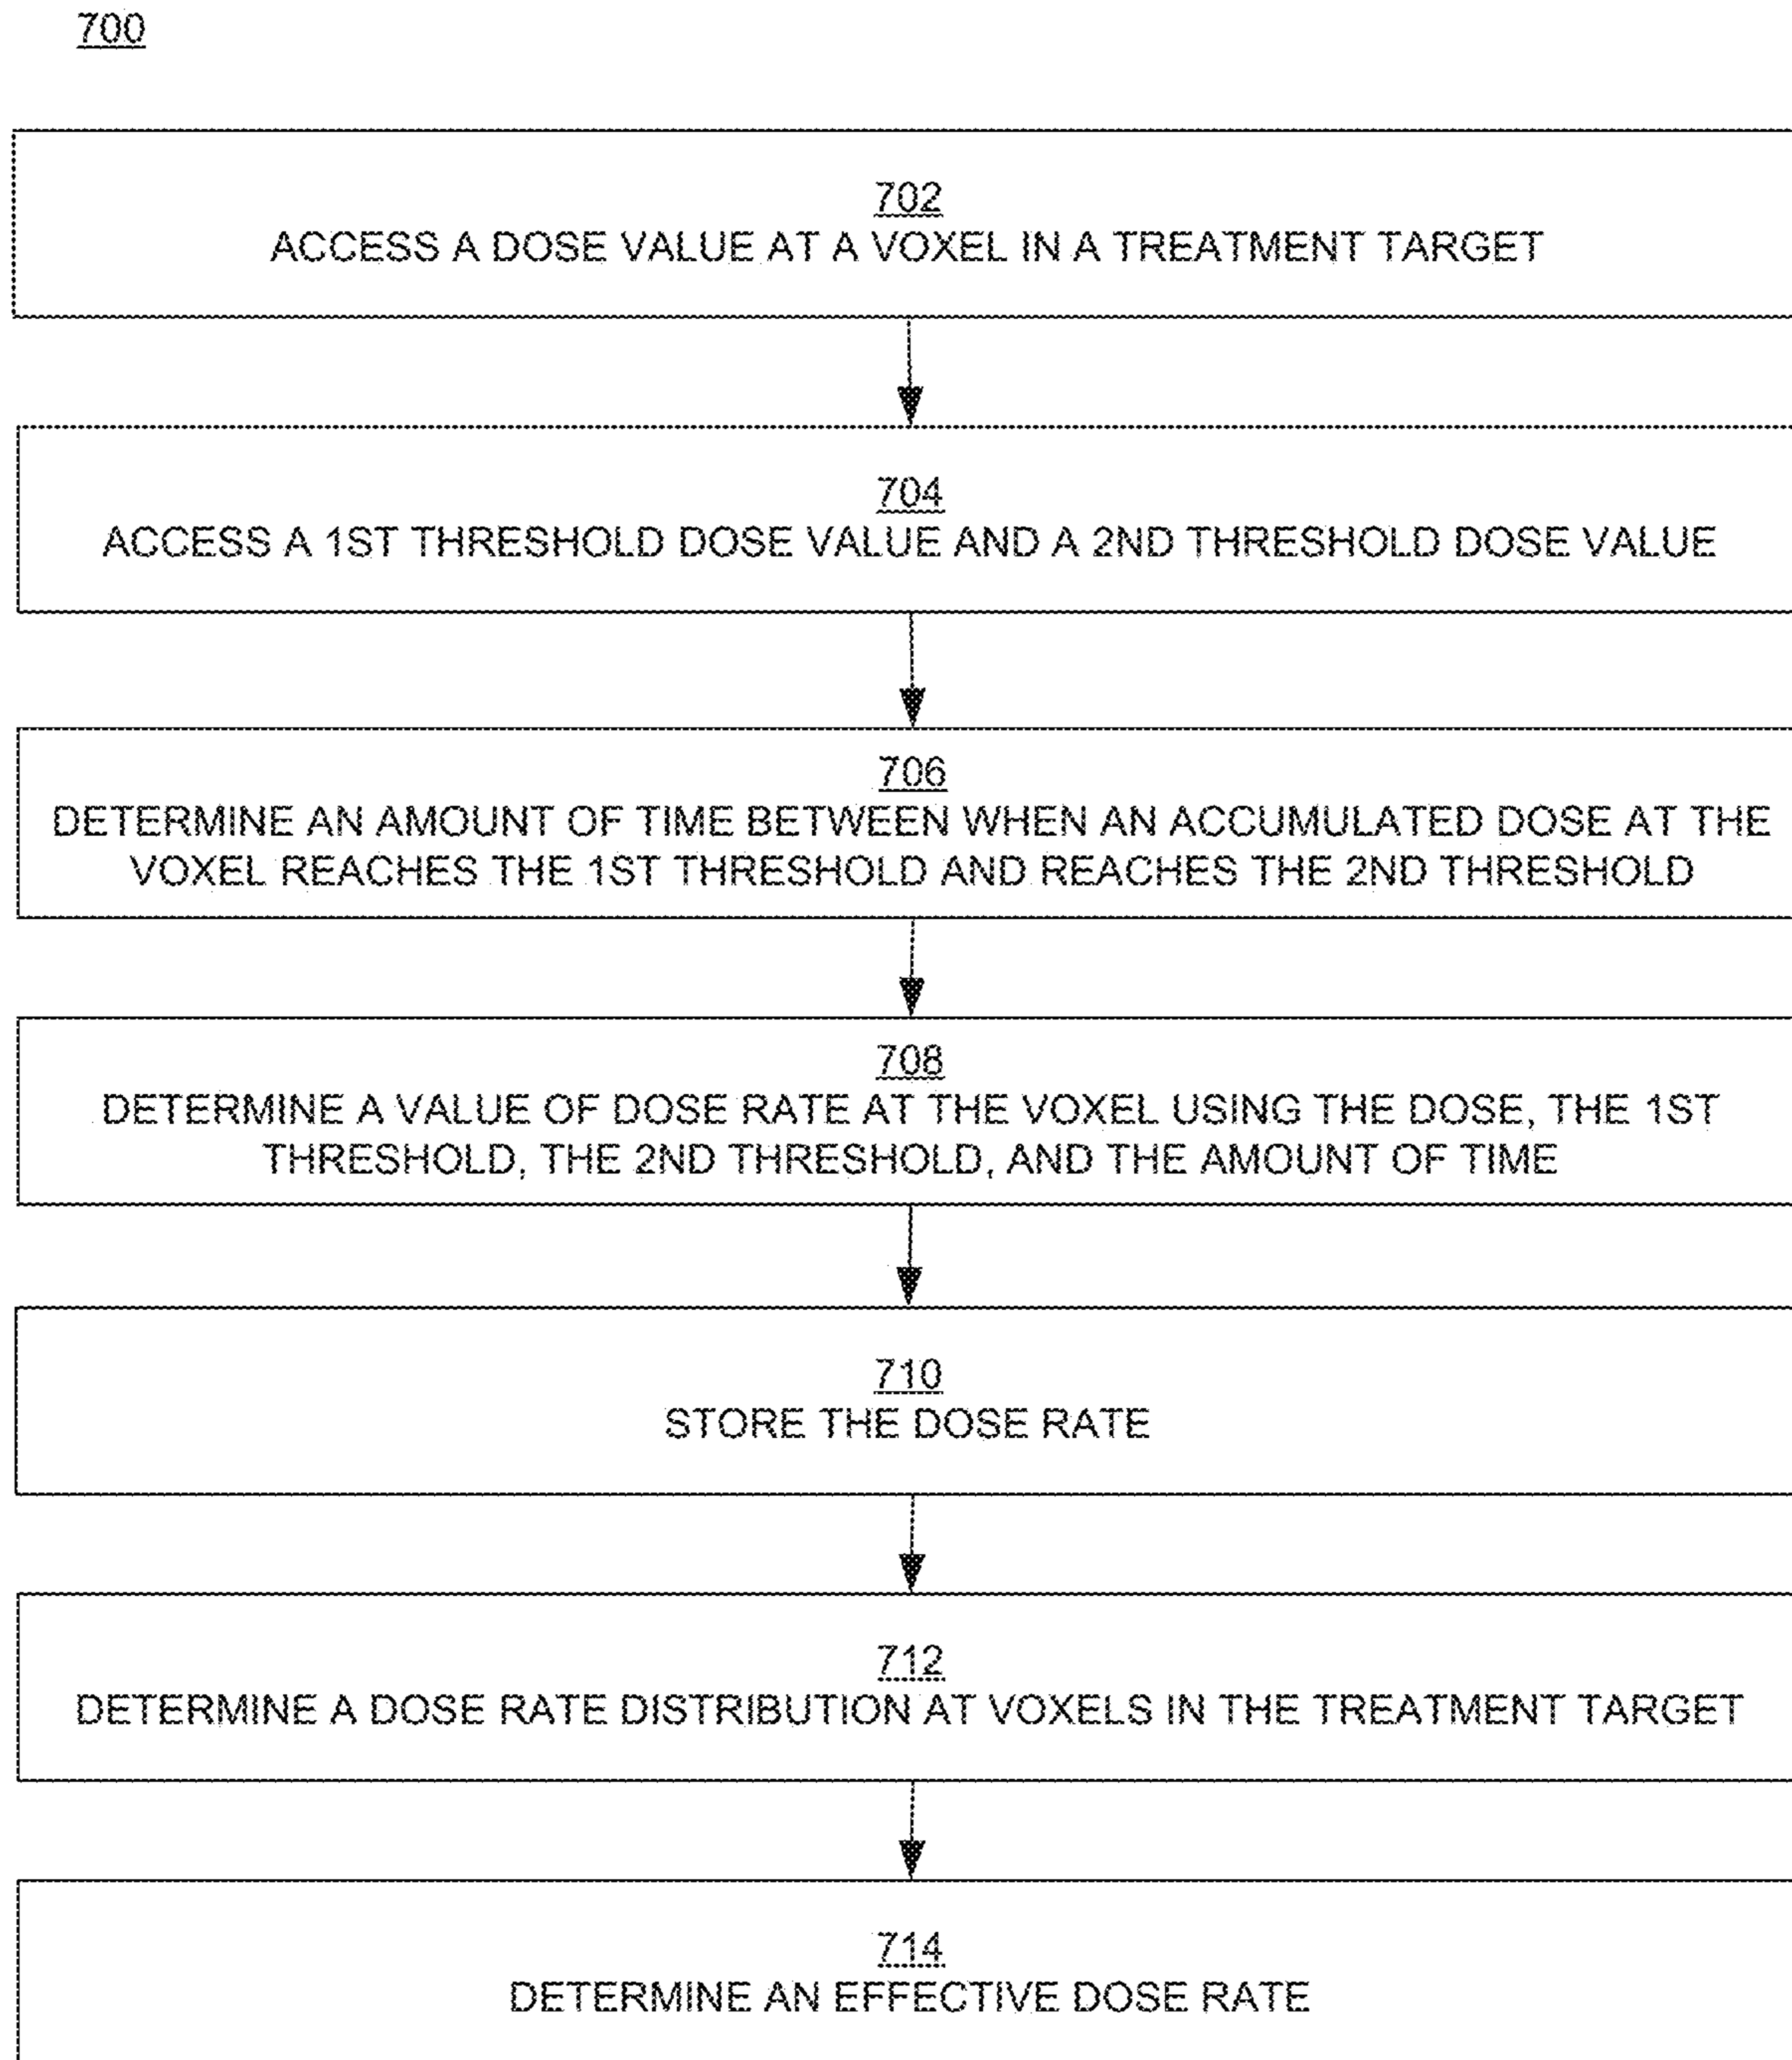 700
702
ACCESS A DOSE VALUE AT A VOXEL IN A TREATMENT TARGET
704
ACCESS A 1ST THRESHOLD DOSE VALUE AND A 2ND THRESHOLD DOSE VALUE
706
DETERMINE AN AMOUNT OF TIME BETWEEN WHEN AN ACCUMULATED DOSE AT THE
VOXEL REACHES THE 1ST THRESHOLD AND REACHES THE 2ND THRESHOLD
708
DETERMINE A VALUE OF DOSE RATE AT THE VOXEL USING THE DOSE, THE 1ST
THRESHOLD, THE 2ND THRESHOLD, AND THE AMOUNT OF TIME
710
STORE THE DOSE RATE
712
DETERMINE A DOSE RATE DISTRIBUTION AT VOXELS IN THE TREATMENT TARGET
714
DETERMINE AN EFFECTIVE DOSE RATE